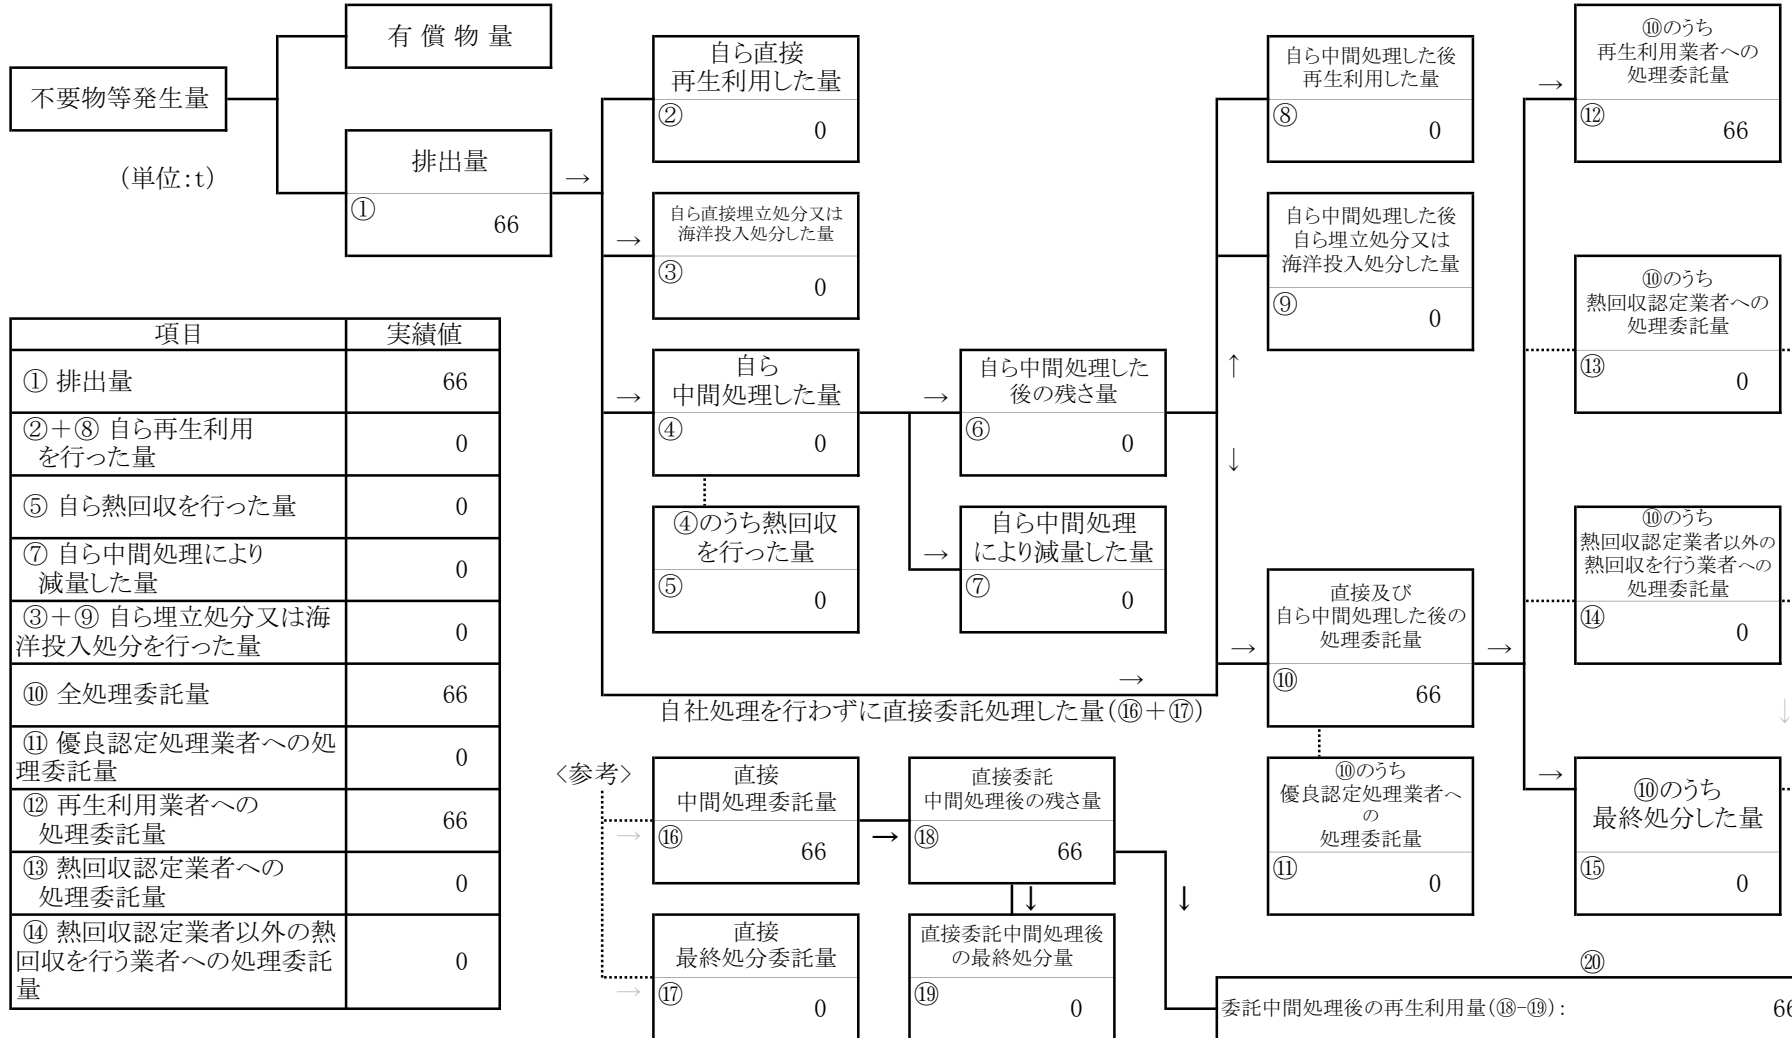 有 償 物 量
不要物等発生量
(単位:t)
排出量
①
66
→
自ら直接
再生利用した量
②
0
→
自ら直接埋立処分又は
海洋投入処分した量
③
0
→
自ら
中間処理した量
④
0
④のうち熱回収
を行った量
⑤
0
→
自ら中間処理した
後の残さ量
⑥
0
→
自ら中間処理
により減量した量
⑦
0
自ら中間処理した後
再生利用した量
⑧
0
自ら中間処理した後
自ら埋立処分又は
海洋投入処分した量
⑨
0
↑
↓
→
直接及び
自ら中間処理した後の
処理委託量
⑩
66
→
⑩のうち
優良認定処理業者へ
の
処理委託量
⑪
0
→
⑩のうち
再生利用業者への
処理委託量
⑫
66
⑩のうち
熱回収認定業者への
処理委託量
⑬
0
⑩のうち
熱回収認定業者以外の
熱回収を行う業者への
処理委託量
⑭
0
↓
→
⑩のうち
最終処分した量
⑮
0
→
自社処理を行わずに直接委託処理した量(⑯+⑰)
項目 実績値
① 排出量 66
②+⑧ 自ら再生利用
を行った量 0
⑤ 自ら熱回収を行った量 0
⑦ 自ら中間処理により
減量した量 0
③+⑨ 自ら埋立処分又は海
洋投入処分を行った量 0
⑩ 全処理委託量 66
⑪ 優良認定処理業者への処
理委託量 0
⑫ 再生利用業者への
処理委託量 66
⑬ 熱回収認定業者への
処理委託量 0
⑭ 熱回収認定業者以外の熱
回収を行う業者への処理委託
量 0
<参考>
→
直接
中間処理委託量
⑯
66
→
直接委託
中間処理後の残さ量
⑱
66
↓
↓
→
直接
最終処分委託量
⑰
0
直接委託中間処理後
の最終処分量
⑲
0
⑳
委託中間処理後の再生利用量(⑱-⑲): 66